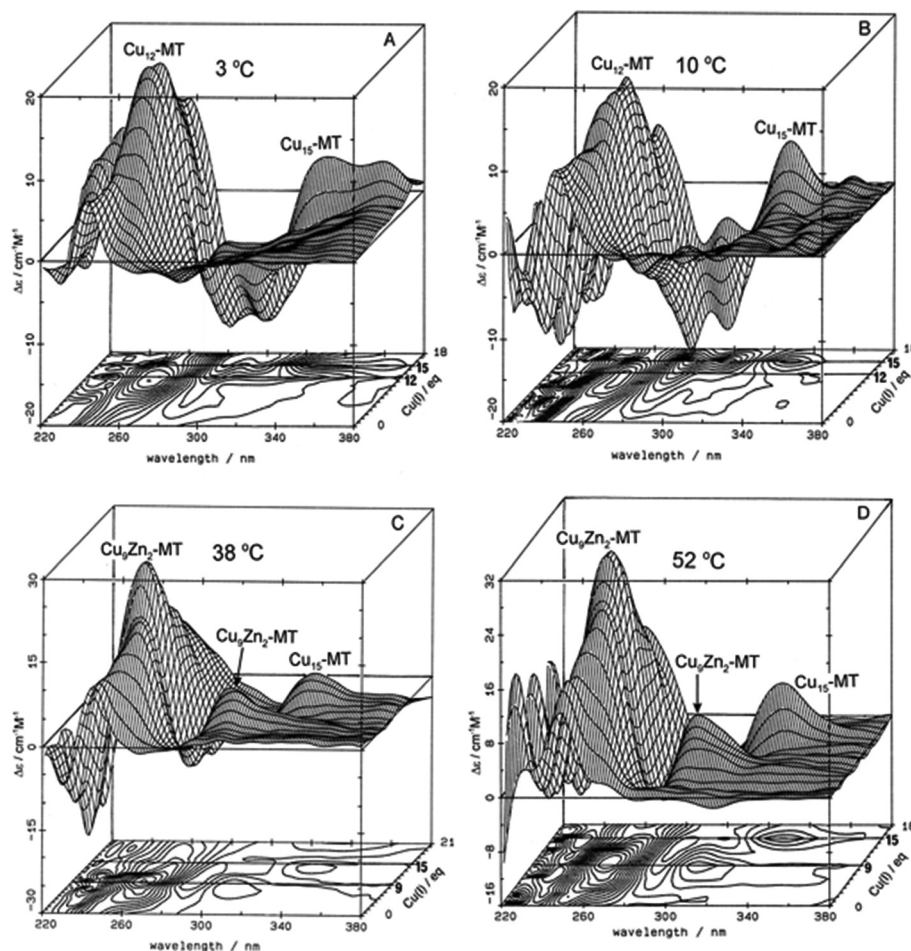 A
Cu12-MT
3 ºC
Cu15-MT
20
10
0
-10
-20
Δε / cm⁻¹M⁻¹
220
260
300
340
380
wavelength / nm
0
12
15
18
Cu(I) / eq
B
Cu12-MT
10 ºC
Cu15-MT
20
10
0
-10
-20
Δε / cm⁻¹M⁻¹
220
260
300
340
380
wavelength / nm
0
12
15
Cu(I) / eq
C
Cu9Zn2-MT
38 ºC
Cu9Zn2-MT
Cu15-MT
30
15
0
-15
-30
Δε / cm⁻¹M⁻¹
220
260
300
340
380
wavelength / nm
0
9
15
21
Cu(I) / eq
D
Cu9Zn2-MT
52 ºC
Cu9Zn2-MT
Cu15-MT
32
24
16
8
0
-8
-16
Δε / cm⁻¹M⁻¹
220
260
300
340
380
wavelength / nm
0
9
15
Cu(I) / eq